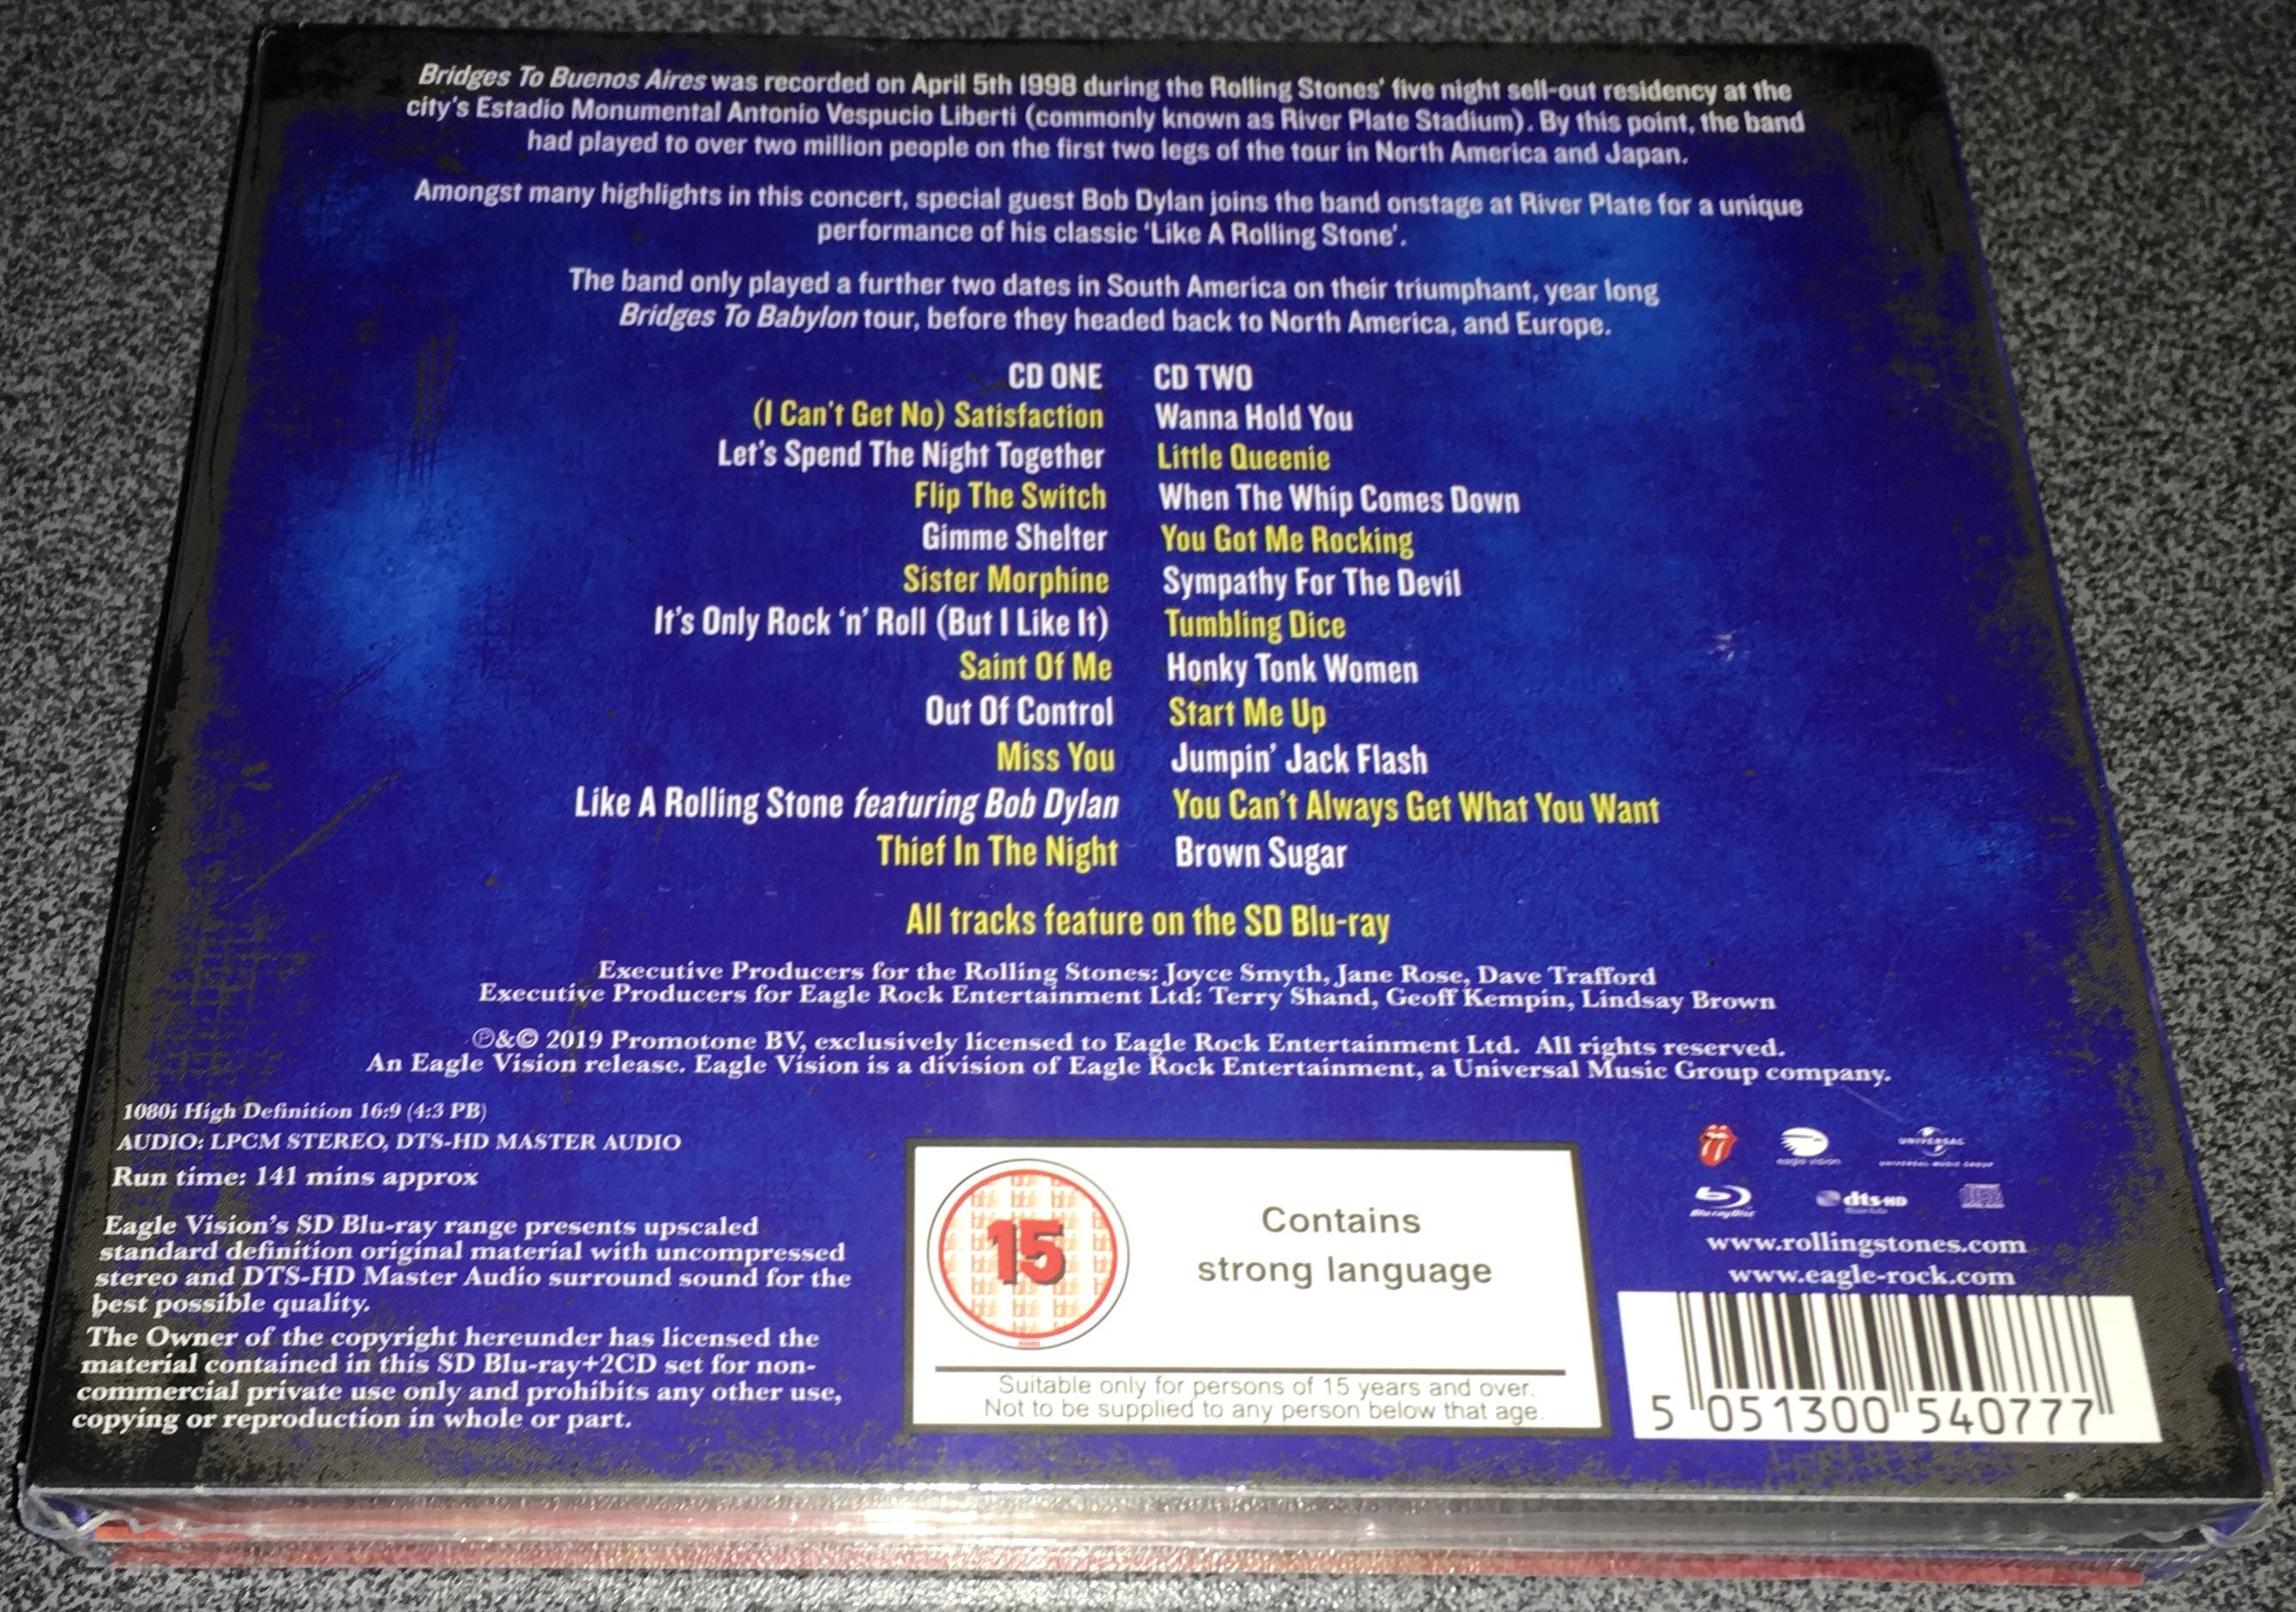 Bridges To Buenos Aires was recorded on April 5th 1998 during the Rolling Stones' five night sell-out residency at the
city's Estadio Monumental Antonio Vespucio Liberti (commonly known as River Plate Stadium). By this point, the band
had played to over two million people on the first two legs of the tour in North America and Japan.
Amongst many highlights in this concert, special guest Bob Dylan joins the band onstage at River Plate for a unique
performance of his classic 'Like A Rolling Stone'.
The band only played a further two dates in South America on their triumphant, year long
Bridges To Babylon tour, before they headed back to North America, and Europe.
CD ONE
(I Can't Get No) Satisfaction
Let's Spend The Night Together
Flip The Switch
Gimme Shelter
Sister Morphine
It's Only Rock 'n' Roll (But I Like It)
Saint Of Me
Out Of Control
Miss You
Like A Rolling Stone featuring Bob Dylan
Thief In The Night
CD TWO
Wanna Hold You
Little Queenie
When The Whip Comes Down
You Got Me Rocking
Sympathy For The Devil
Tumbling Dice
Honky Tonk Women
Start Me Up
Jumpin' Jack Flash
You Can't Always Get What You Want
Brown Sugar
All tracks feature on the SD Blu-ray
Executive Producers for the Rolling Stones: Joyce Smyth, Jane Rose, Dave Trafford
Executive Producers for Eagle Rock Entertainment Ltd: Terry Shand, Geoff Kempin, Lindsay Brown
℗&© 2019 Promotone BV, exclusively licensed to Eagle Rock Entertainment Ltd. All rights reserved.
An Eagle Vision release. Eagle Vision is a division of Eagle Rock Entertainment, a Universal Music Group company.
1080i High Definition 16:9 (4:3 PB)
AUDIO: LPCM STEREO, DTS-HD MASTER AUDIO
Run time: 141 mins approx
Eagle Vision's SD Blu-ray range presents upscaled
standard definition original material with uncompressed
stereo and DTS-HD Master Audio surround sound for the
best possible quality.
The Owner of the copyright hereunder has licensed the
material contained in this SD Blu-ray+2CD set for non-
commercial private use only and prohibits any other use,
copying or reproduction in whole or part.
15
Contains
strong language
Suitable only for persons of 15 years and over.
Not to be supplied to any person below that age.
eagle vision
UNIVERSAL
UNIVERSAL MUSIC GROUP
Blu-ray Disc
dts-HD
www.rollingstones.com
www.eagle-rock.com
5 051300 540777